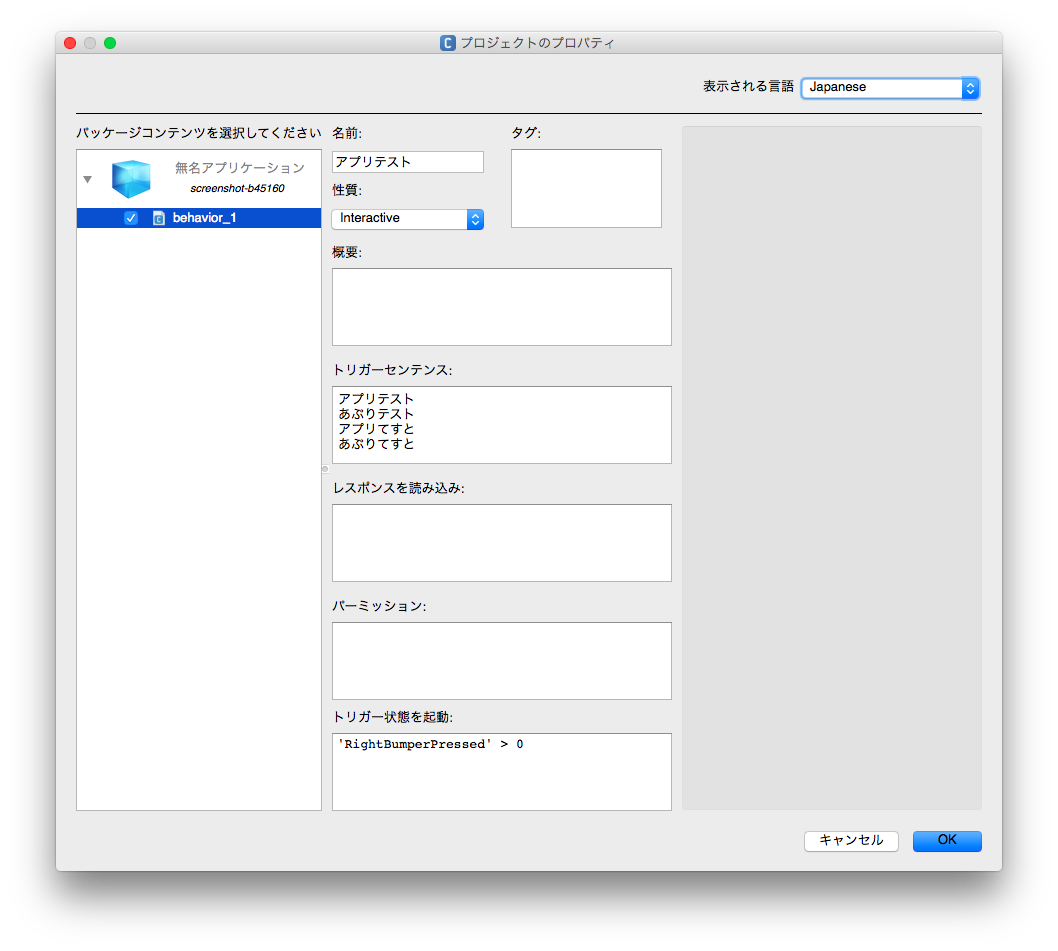 プロジェクトのプロパティ
表示される言語 Japanese
パッケージコンテンツを選択してください
無名アプリケーション
screenshot-b45160
behavior_1
名前:
アプリテスト
タグ:
性質:
Interactive
概要:
トリガーセンテンス:
アプリテスト
あぷりテスト
アプリてすと
あぷりてすと
レスポンスを読み込み:
パーミッション:
トリガー状態を起動:
'RightBumperPressed' > 0
キャンセル
OK